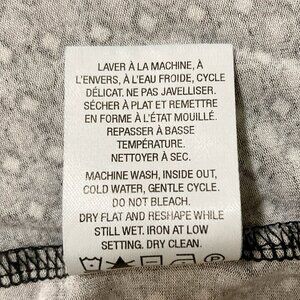 LAVER À LA MACHINE, À
L'ENVERS, À L'EAU FROIDE, CYCLE
DÉLICAT. NE PAS JAVELLISER.
SÉCHER À PLAT ET REMETTRE
EN FORME À L'ÉTAT MOUILLÉ.
REPASSER À BASSE
TEMPÉRATURE.
NETTOYER À SEC.
MACHINE WASH, INSIDE OUT,
COLD WATER, GENTLE CYCLE.
DO NOT BLEACH.
DRY FLAT AND RESHAPE WHILE
STILL WET. IRON AT LOW
SETTING. DRY CLEAN.
P